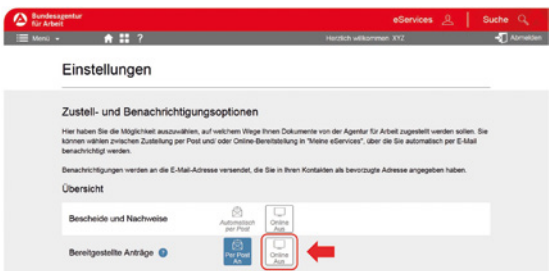 Bundesagentur
für Arbeit
eServices
Suche
Menü
?
Herzlich willkommen XYZ
Abmelden
Einstellungen
Zustell- und Benachrichtigungsoptionen
Hier haben Sie die Möglichkeit auszuwählen, auf welchem Wege Ihnen Dokumente von der Agentur für Arbeit zugestellt werden sollen. Sie
können wählen zwischen Zustellung per Post und/ oder Online-Bereitstellung in "Meine eServices", über die Sie automatisch per E-Mail
benachrichtigt werden.
Benachrichtigungen werden an die E-Mail-Adresse versendet, die Sie in Ihren Kontakten als bevorzugte Adresse angegeben haben.
Übersicht
Bescheide und Nachweise
Automatisch
per Post
Online
Aus
Bereitgestellte Anträge ?
Per Post
An
Online
Aus